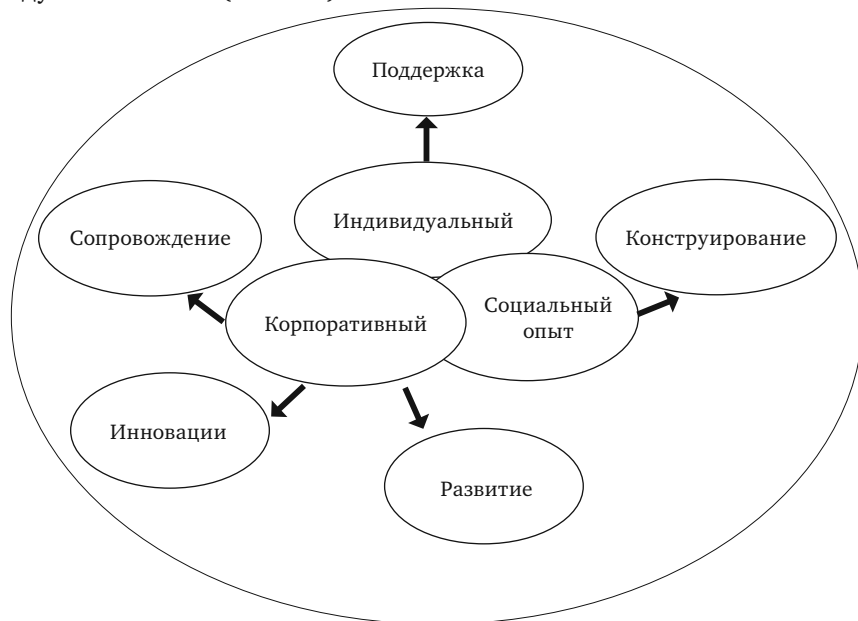 Поддержка
Индивидуальный
Сопровождение
Конструирование
Корпоративный
Социальный
опыт
Инновации
Развитие